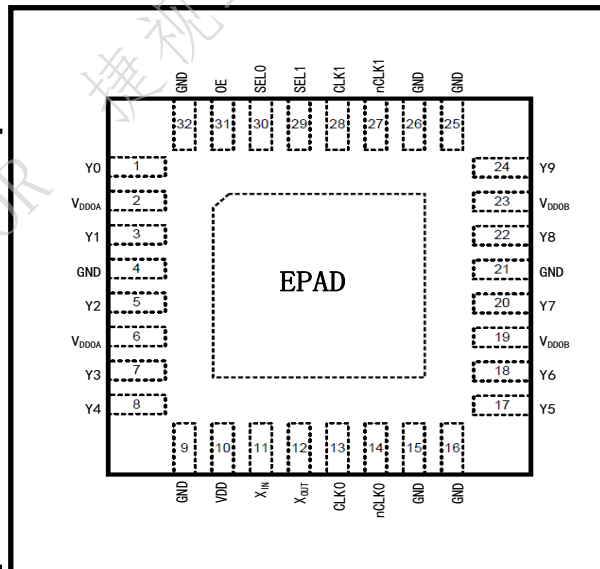 捷视
OR
GND OE SEL0 SEL1 CLK1 nCLK1 GND GND
32 31 30 29 28 27 26 25
Y0 1 24 Y9
VDDOA 2 23 VDDOB
Y1 3 22 Y8
GND 4 21 GND
EPAD
Y2 5 20 Y7
VDDOA 6 19 VDDOB
Y3 7 18 Y6
Y4 8 17 Y5
9 10 11 12 13 14 15 16
GND VDD XIN XOUT CLK0 nCLK0 GND GND